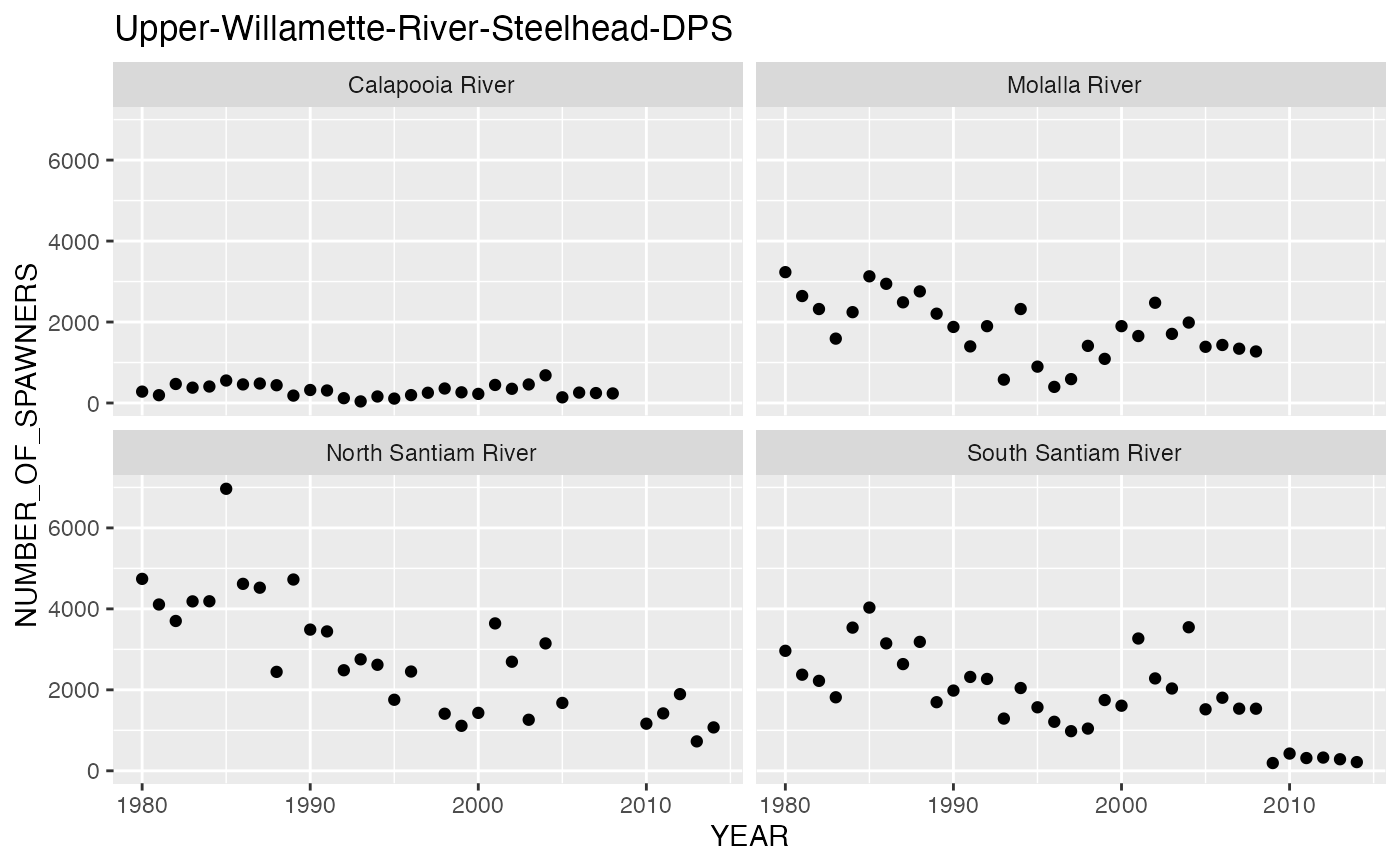 Upper-Willamette-River-Steelhead-DPS
Calapooia River
Molalla River
6000
4000
2000
0
North Santiam River
South Santiam River
6000
4000
2000
0
NUMBER_OF_SPAWNERS
1980 1990 2000 2010 1980 1990 2000 2010
YEAR